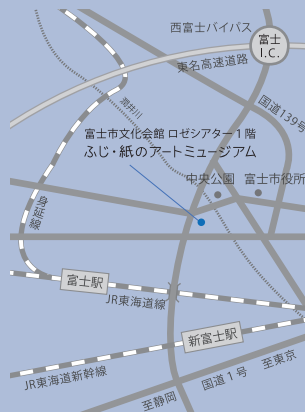 西富士バイパス
富士
I.C.
東名高速道路
国道139号
潤井川
富士市文化会館 ロゼシアター1階
ふじ・紙のアートミュージアム
中央公園
富士市役所
身延線
富士駅
JR東海道線
新富士駅
JR東海道新幹線
国道1号
至東京
至静岡